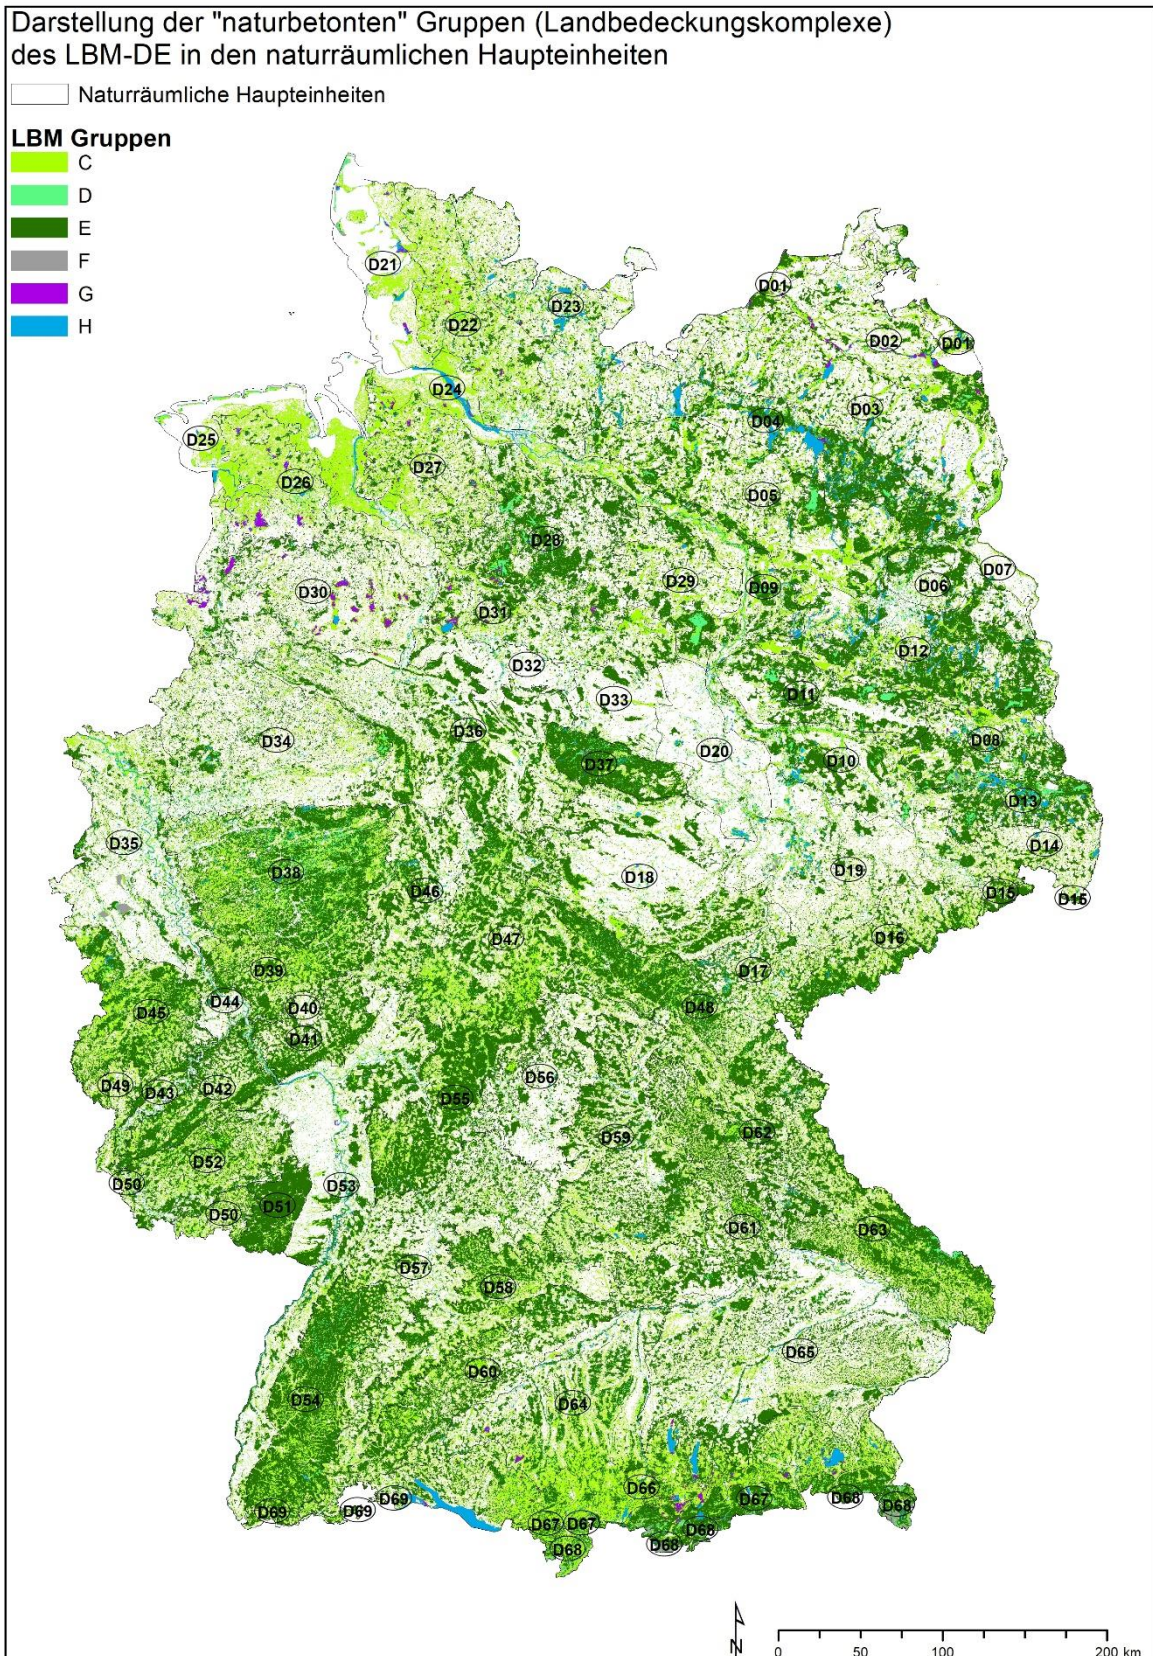 Darstellung der "naturbetonten" Gruppen (Landbedeckungskomplexe)
des LBM-DE in den naturräumlichen Haupteinheiten
Naturräumliche Haupteinheiten
LBM Gruppen
C
D
E
F
G
H
D21
D01
D23
D22
D02
D01
D24
D03
D04
D25
D27
D26
D05
D28
D07
D29
D09
D06
D30
D31
D12
D32
D11
D33
D36
D34
D20
D08
D37
D10
D13
D35
D14
D38
D18
D19
D46
D15
D15
D47
D16
D39
D17
D44
D40
D48
D45
D41
D56
D49
D43
D42
D55
D62
D59
D52
D50
D53
D51
D50
D61
D63
D57
D58
D65
D60
D54
D64
D66
D69
D67
D68
D68
D69
D69
D67
D67
D68
D68
D68
N
0
50
100
200 km